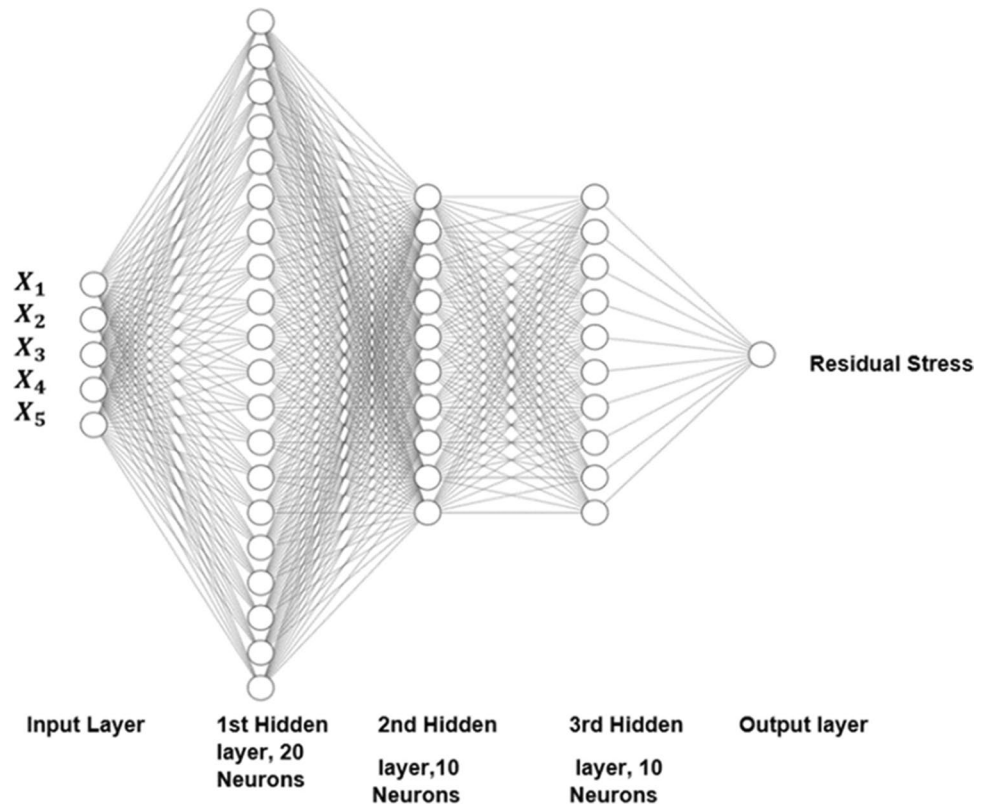 X₁
X₂
X₃
X₄
X₅
Residual Stress
Input Layer
1st Hidden
layer, 20
Neurons
2nd Hidden
layer,10
Neurons
3rd Hidden
layer, 10
Neurons
Output layer